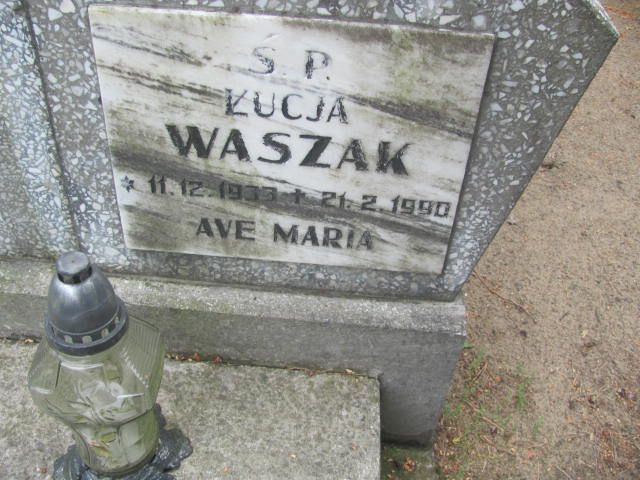 Ś. P.
ŁUCJA
WASZAK
* 11.12.1933 + 21.2.1990
AVE MARIA